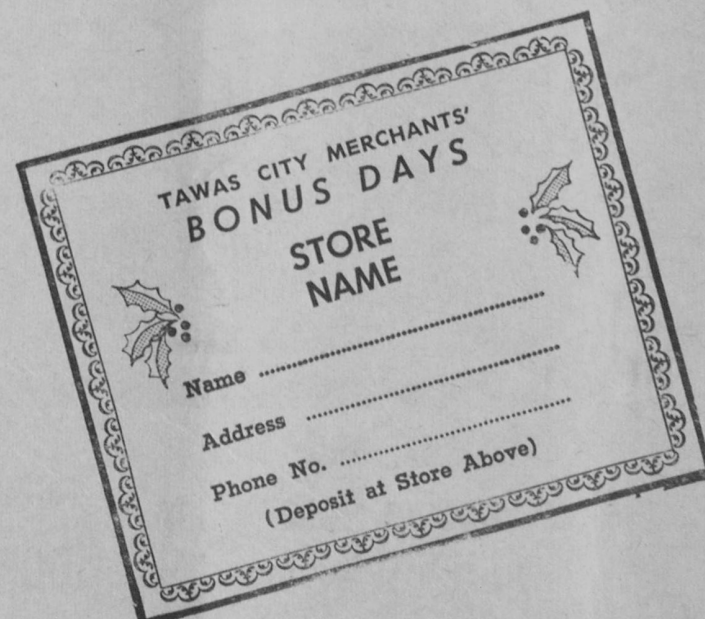 TAWAS CITY MERCHANTS'
BONUS DAYS
STORE
NAME
Name ........................................
Address ........................................
Phone No. ........................................
(Deposit at Store Above)